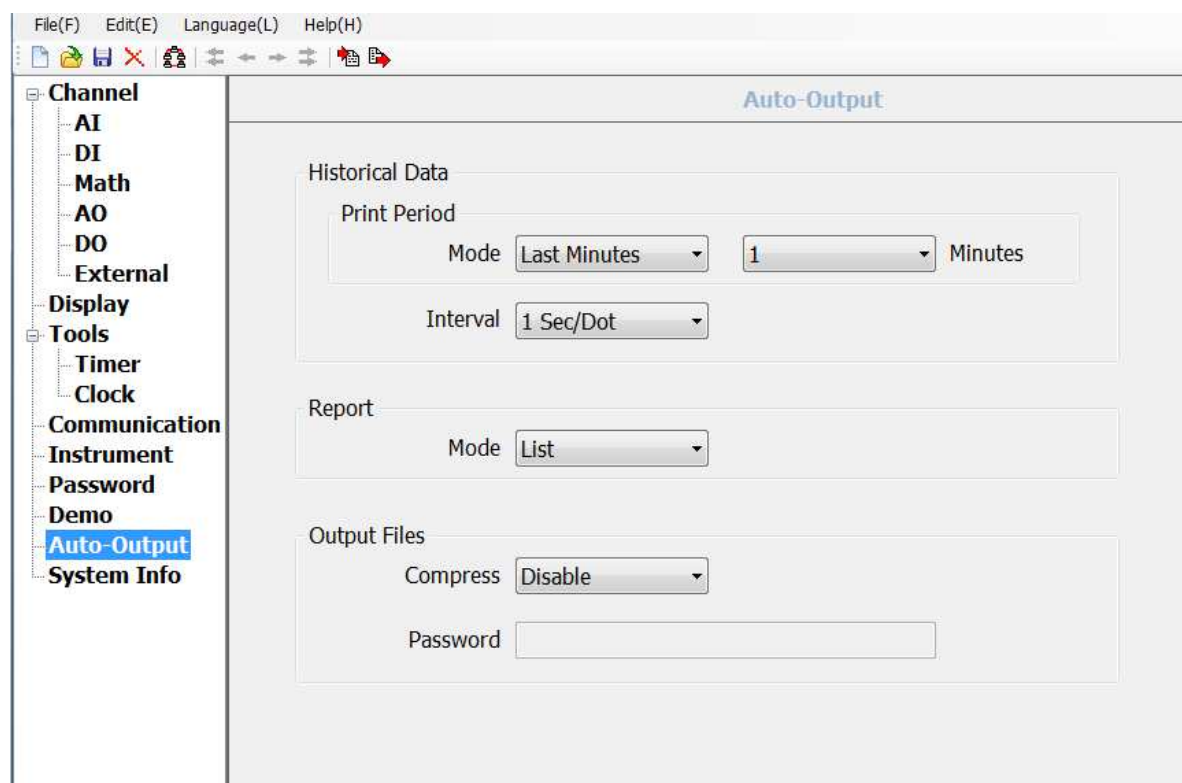 File(F) Edit(E) Language(L) Help(H)
Channel
AI
DI
Math
AO
DO
External
Display
Tools
Timer
Clock
Communication
Instrument
Password
Demo
Auto-Output
System Info
Auto-Output
Historical Data
Print Period
Mode Last Minutes 1 Minutes
Interval 1 Sec/Dot
Report
Mode List
Output Files
Compress Disable
Password